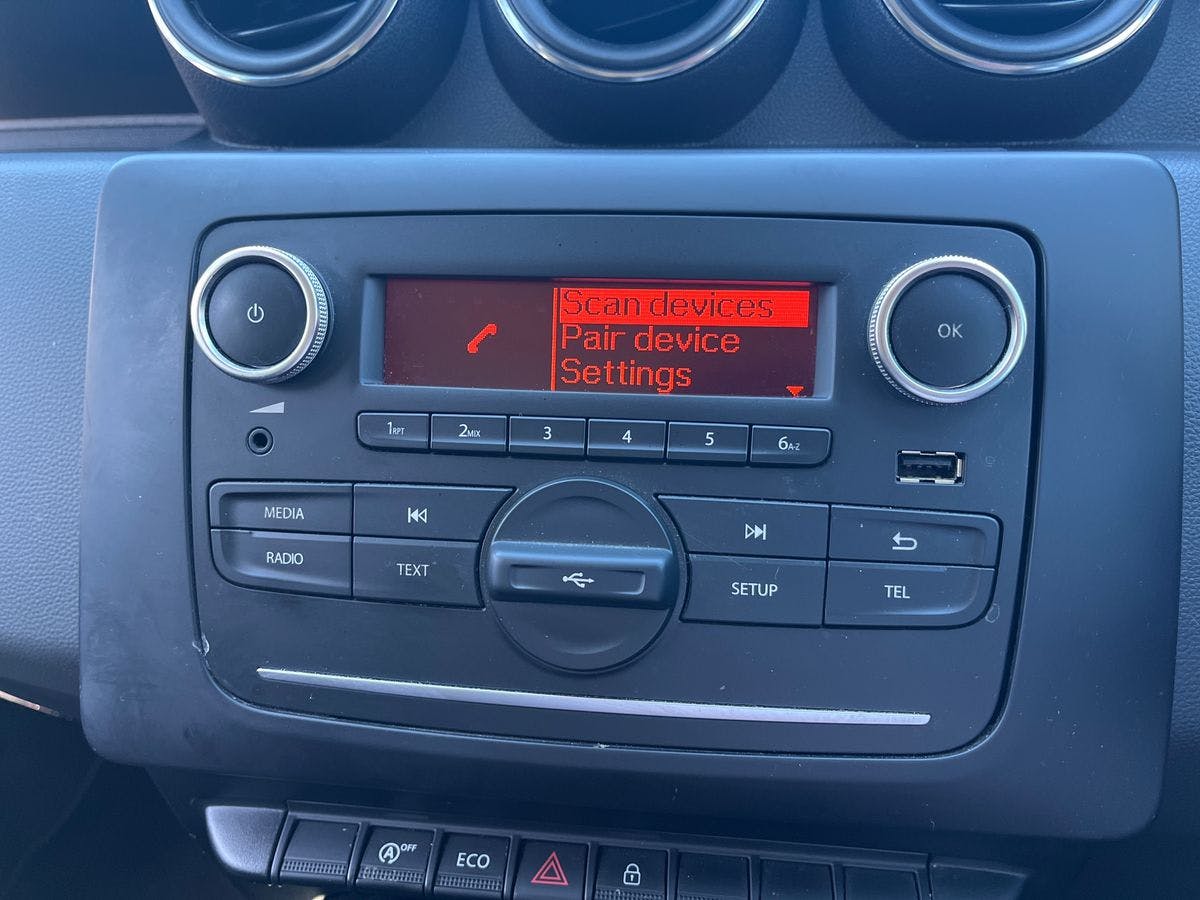 Scan devices
Pair device
Settings
OK
1RPT 2MIX 3 4 5 6A-Z
MEDIA
RADIO TEXT SETUP TEL
A OFF ECO